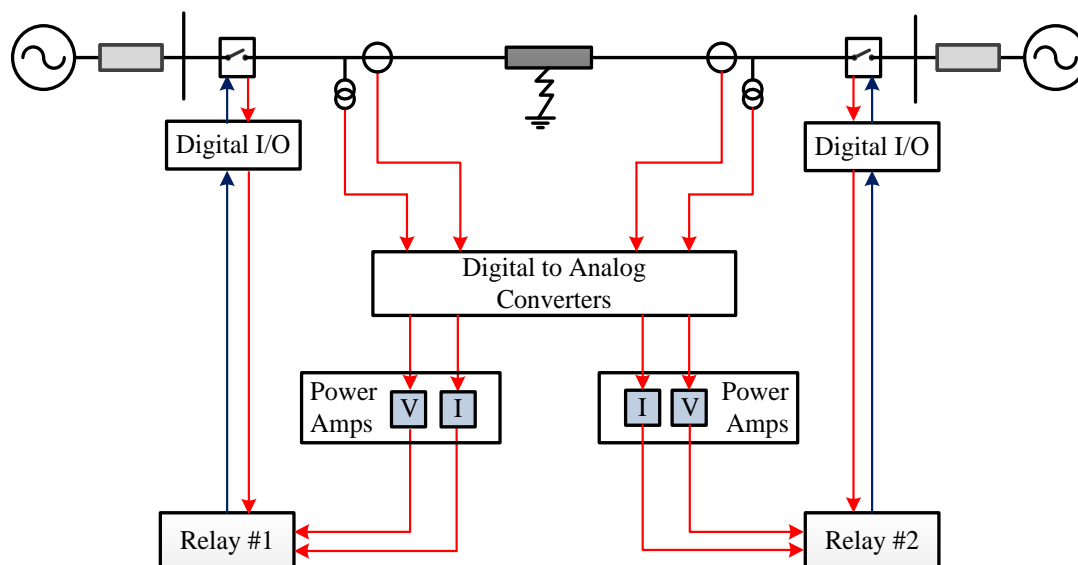 Digital I/O
Digital I/O
Digital to Analog
Converters
Power
Amps
V
I
I
V
Power
Amps
Relay #1
Relay #2